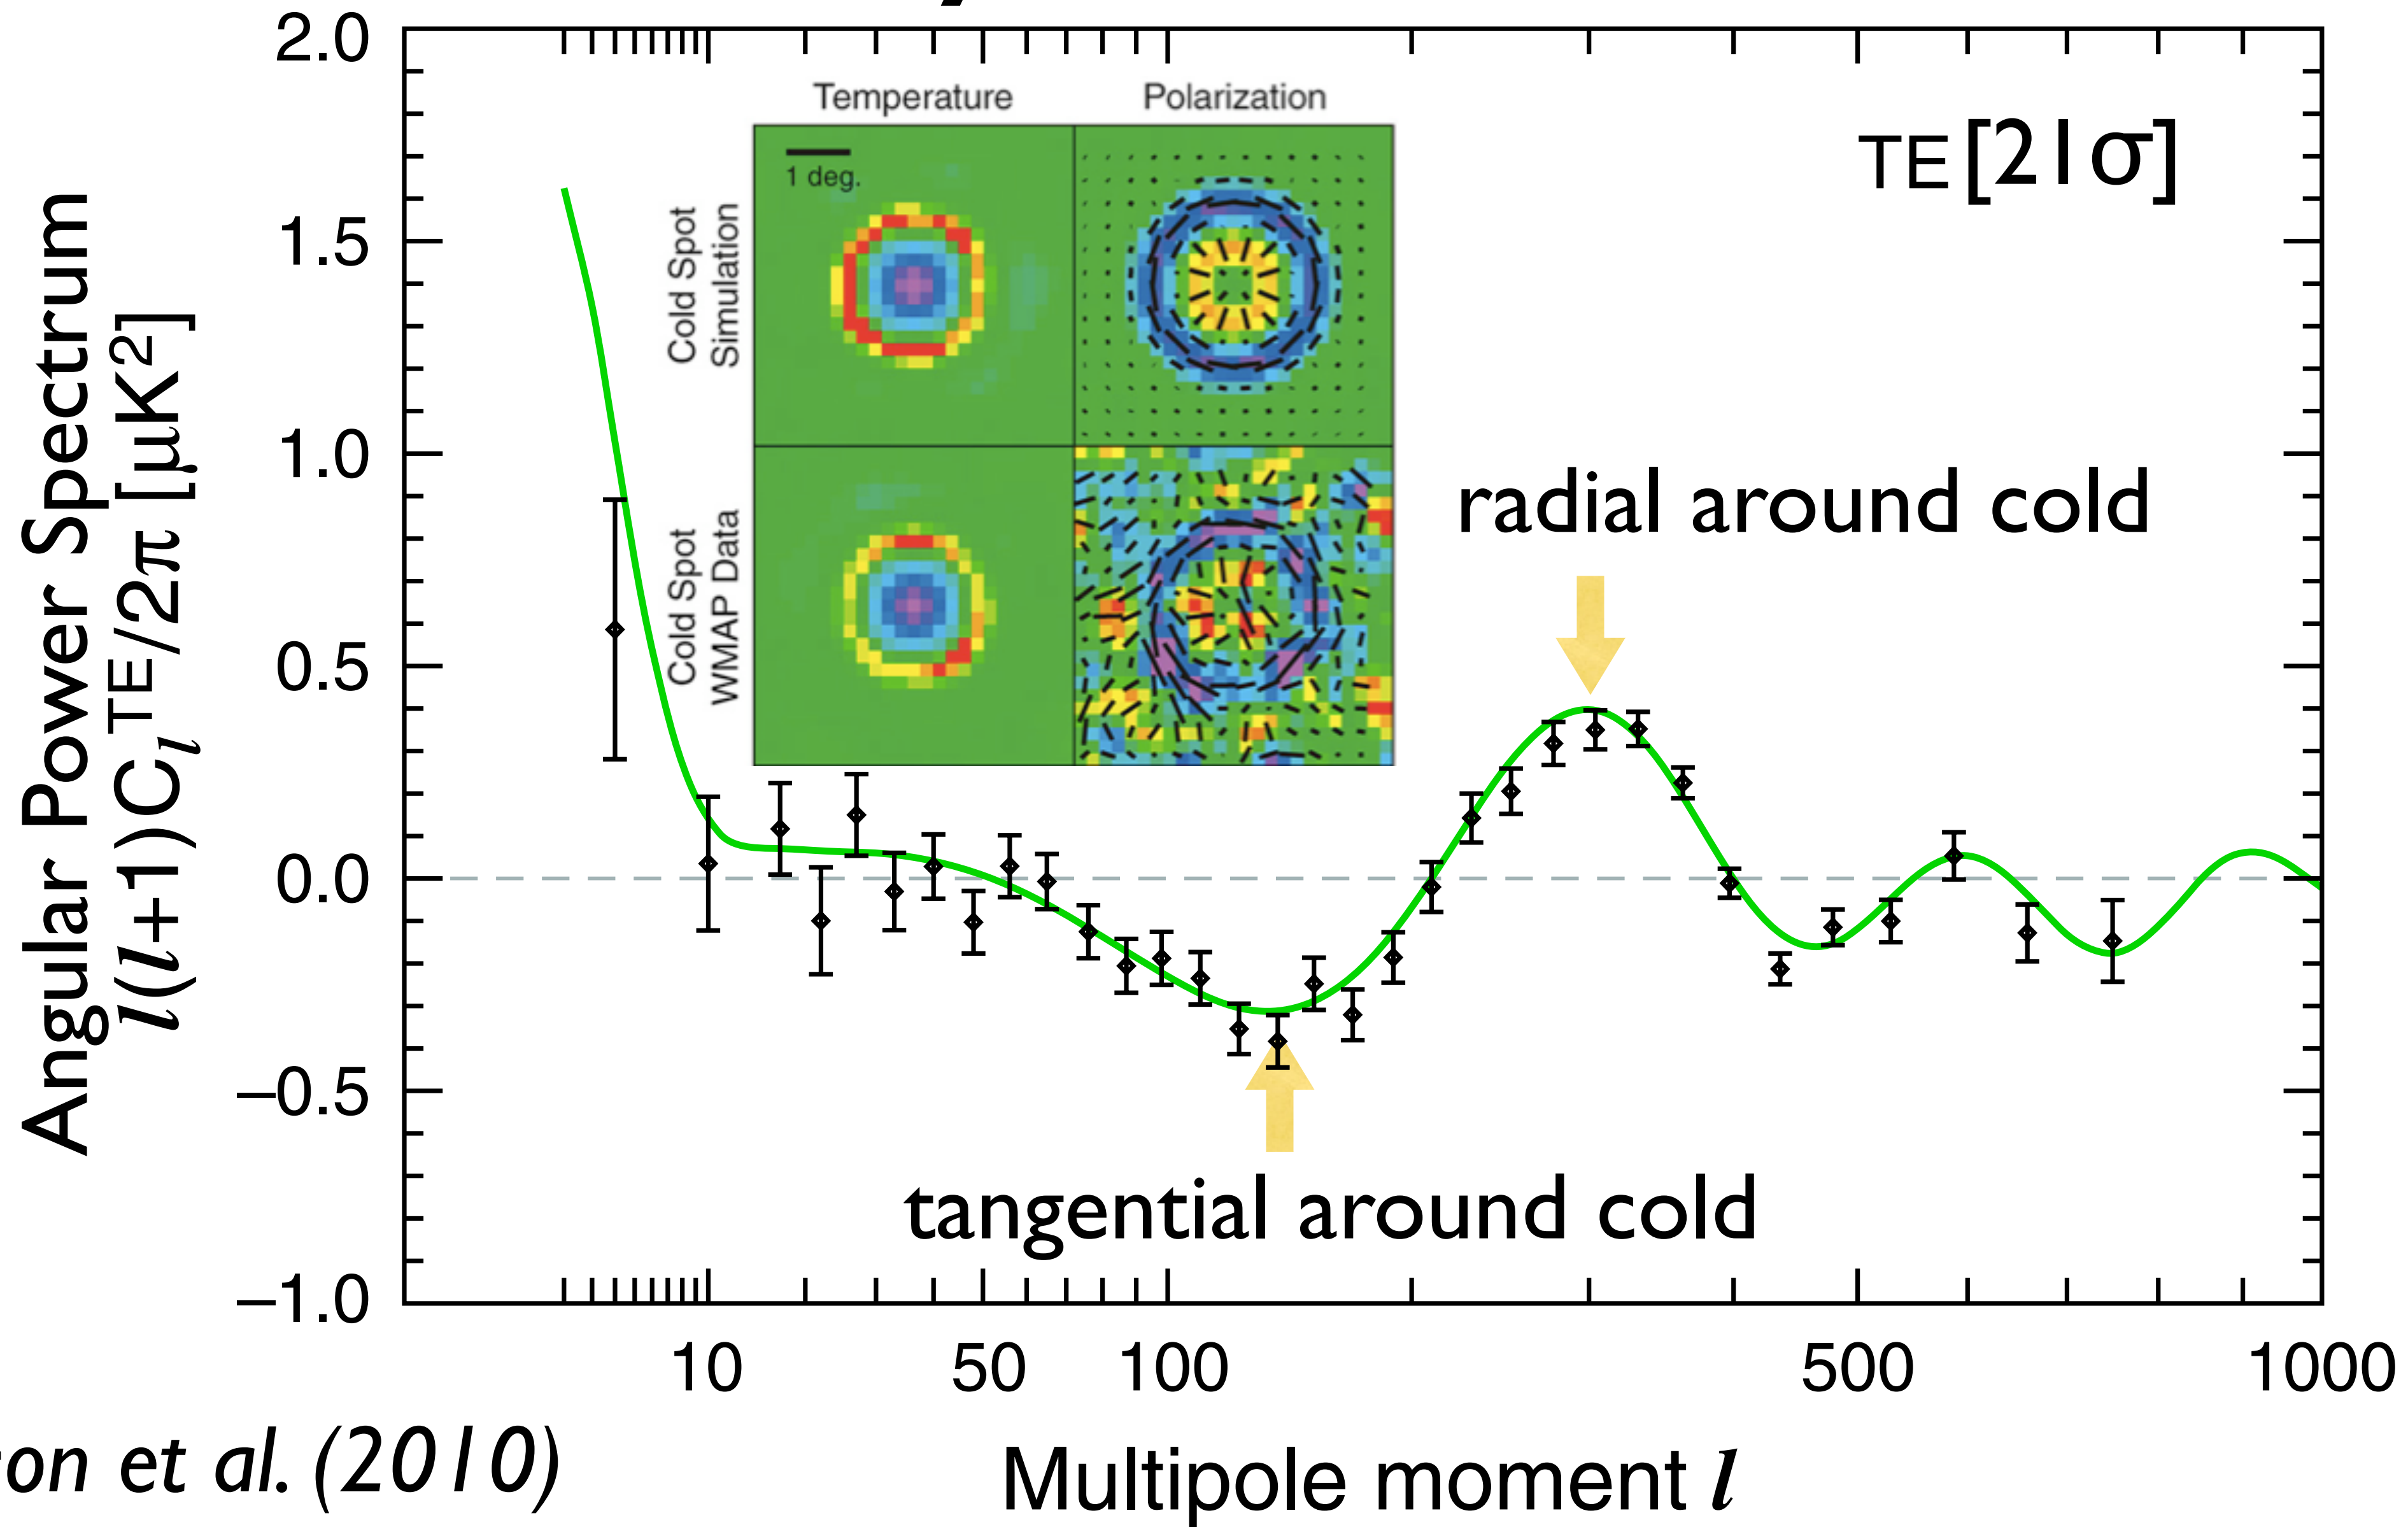 2.0
1.5
1.0
0.5
0.0
–0.5
–1.0
Angular Power Spectrum
l(l+1)C_l^TE/2π [μK²]
Temperature
Polarization
1 deg.
Cold Spot
Simulation
Cold Spot
WMAP Data
TE [21σ]
radial around cold
tangential around cold
10
50
100
500
1000
Multipole moment l
et al. (2010)